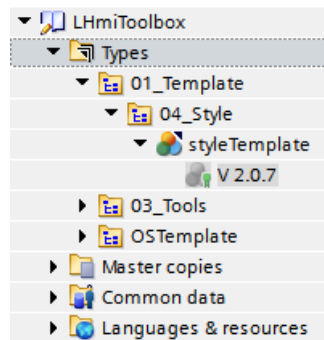 LHmiToolbox
Types
01_Template
04_Style
styleTemplate
V 2.0.7
03_Tools
OSTemplate
Master copies
Common data
Languages & resources